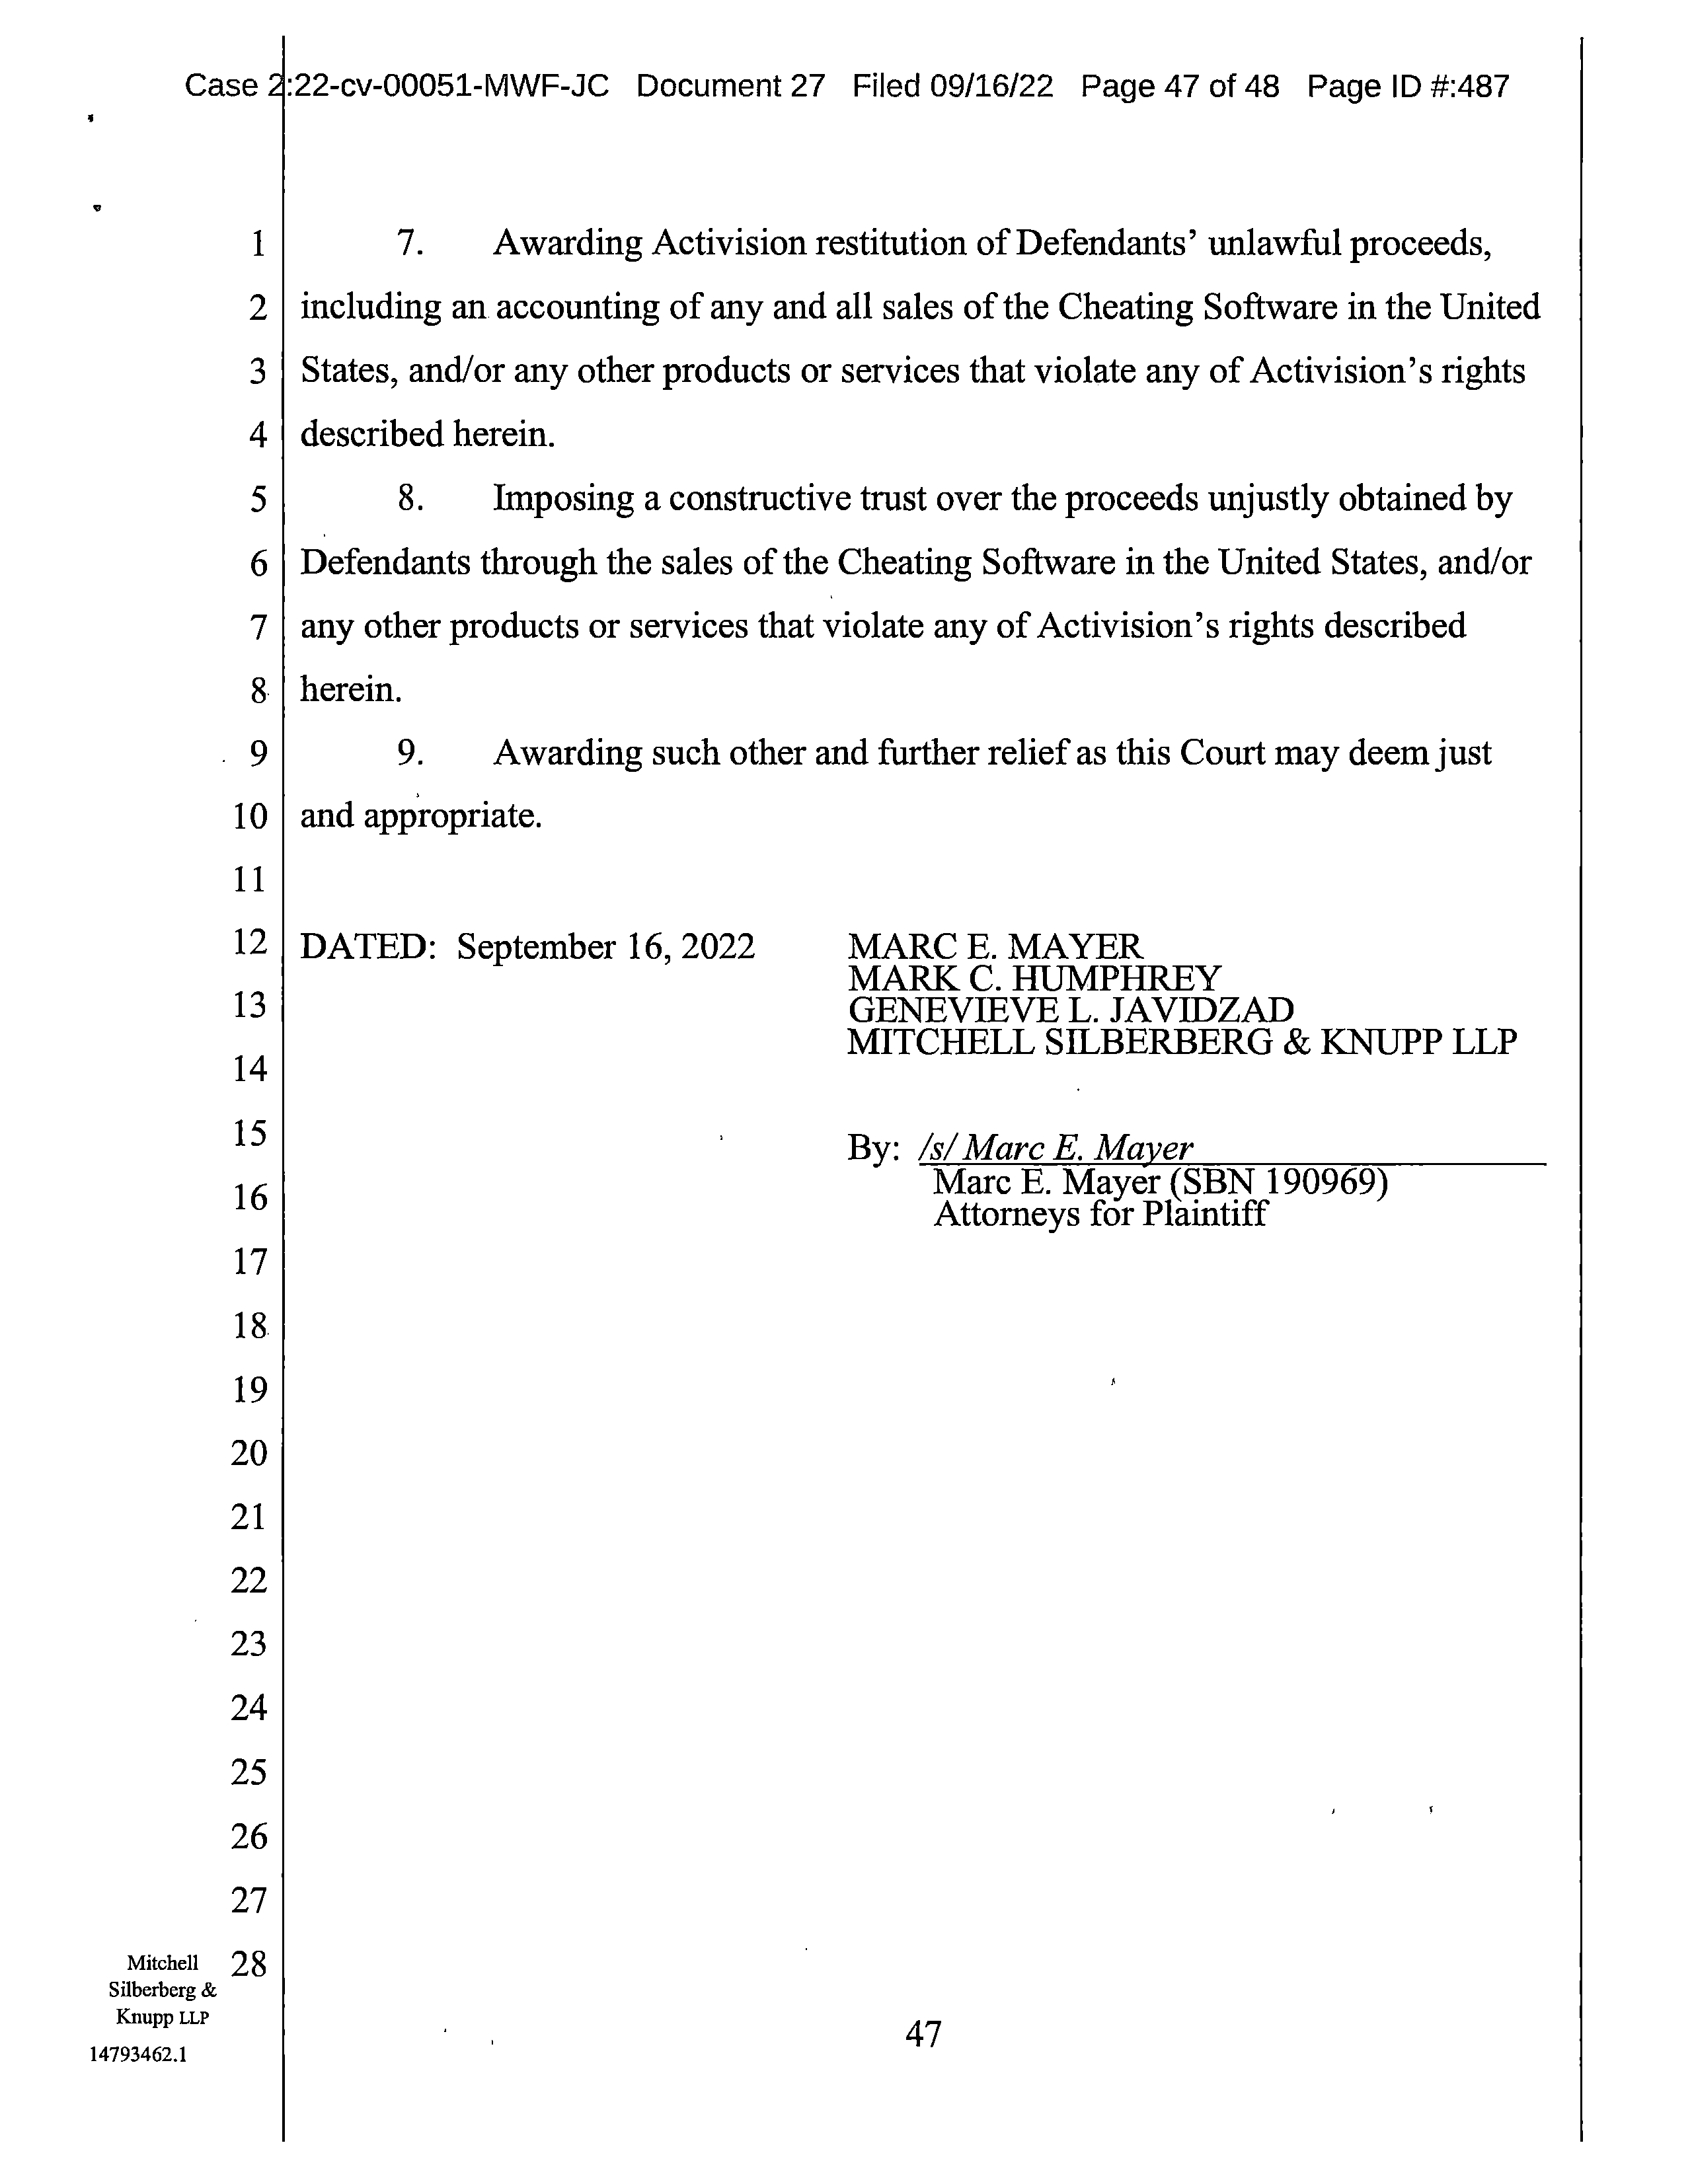 Case 2:22-cv-00051-MWF-JC Document 27 Filed 09/16/22 Page 47 of 48 Page ID #:487
1 7. Awarding Activision restitution of Defendants’ unlawful proceeds,
2 including an accounting of any and all sales of the Cheating Software in the United
3 States, and/or any other products or services that violate any of Activision’s rights
4 described herein.
5 8. Imposing a constructive trust over the proceeds unjustly obtained by
6 Defendants through the sales of the Cheating Software in the United States, and/or
7 any other products or services that violate any of Activision’s rights described
8 herein.
9 9. Awarding such other and further relief as this Court may deem just
10 and appropriate.
11
12 DATED: September 16, 2022 MARC E. MAYER
MARK C. HUMPHREY
13 GENEVIEVE L. JAVIDZAD
MITCHELL SILBERBERG & KNUPP LLP
14
15 By: /s/ Marc E. Mayer
16 Marc E. Mayer (SBN 190969)
Attorneys for Plaintiff
17
18
19
20
21
22
23
24
25
26
27
28
Mitchell
Silberberg &
Knupp LLP
14793462.1
47